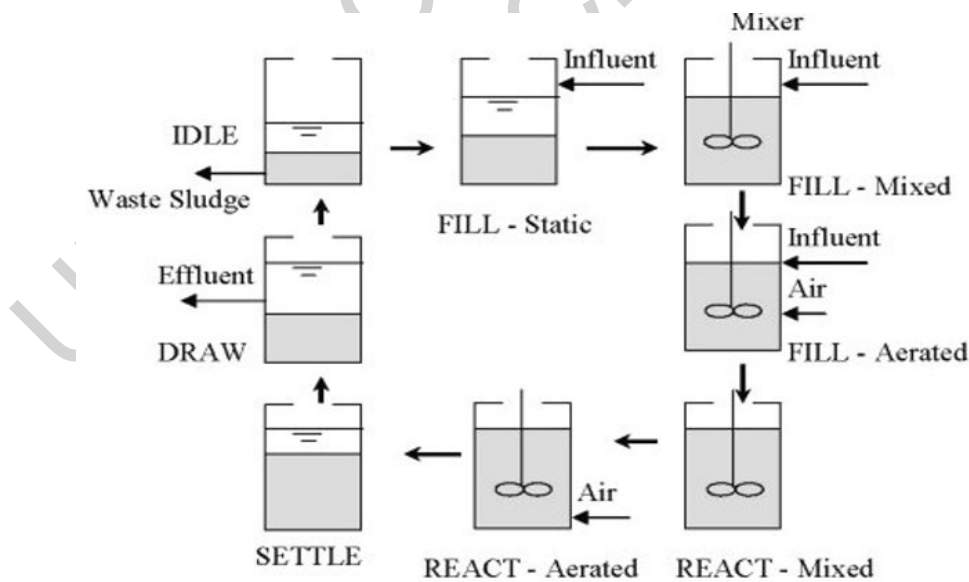 Mixer
Influent
Influent
IDLE
Waste Sludge
FILL - Static
FILL - Mixed
Influent
Effluent
Air
DRAW
FILL - Aerated
Air
SETTLE
REACT - Aerated
REACT - Mixed